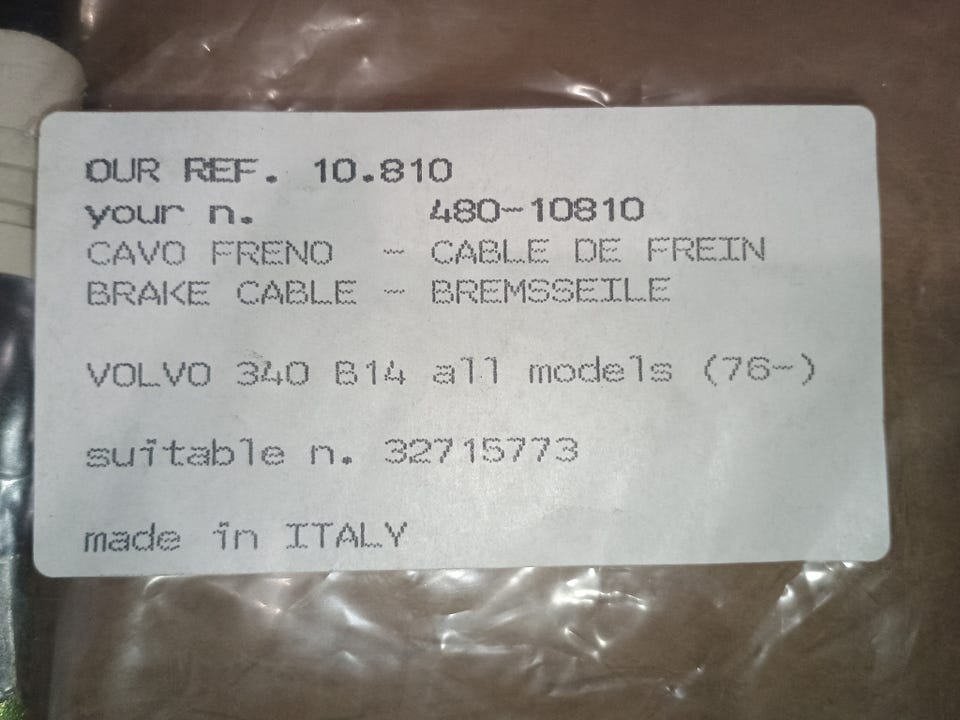 OUR REF. 10.810
your n. 480-10810
CAVO FRENO - CABLE DE FREIN
BRAKE CABLE - BREMSSEILE
VOLVO 340 B14 all models (76-)
suitable n. 32715773
made in ITALY